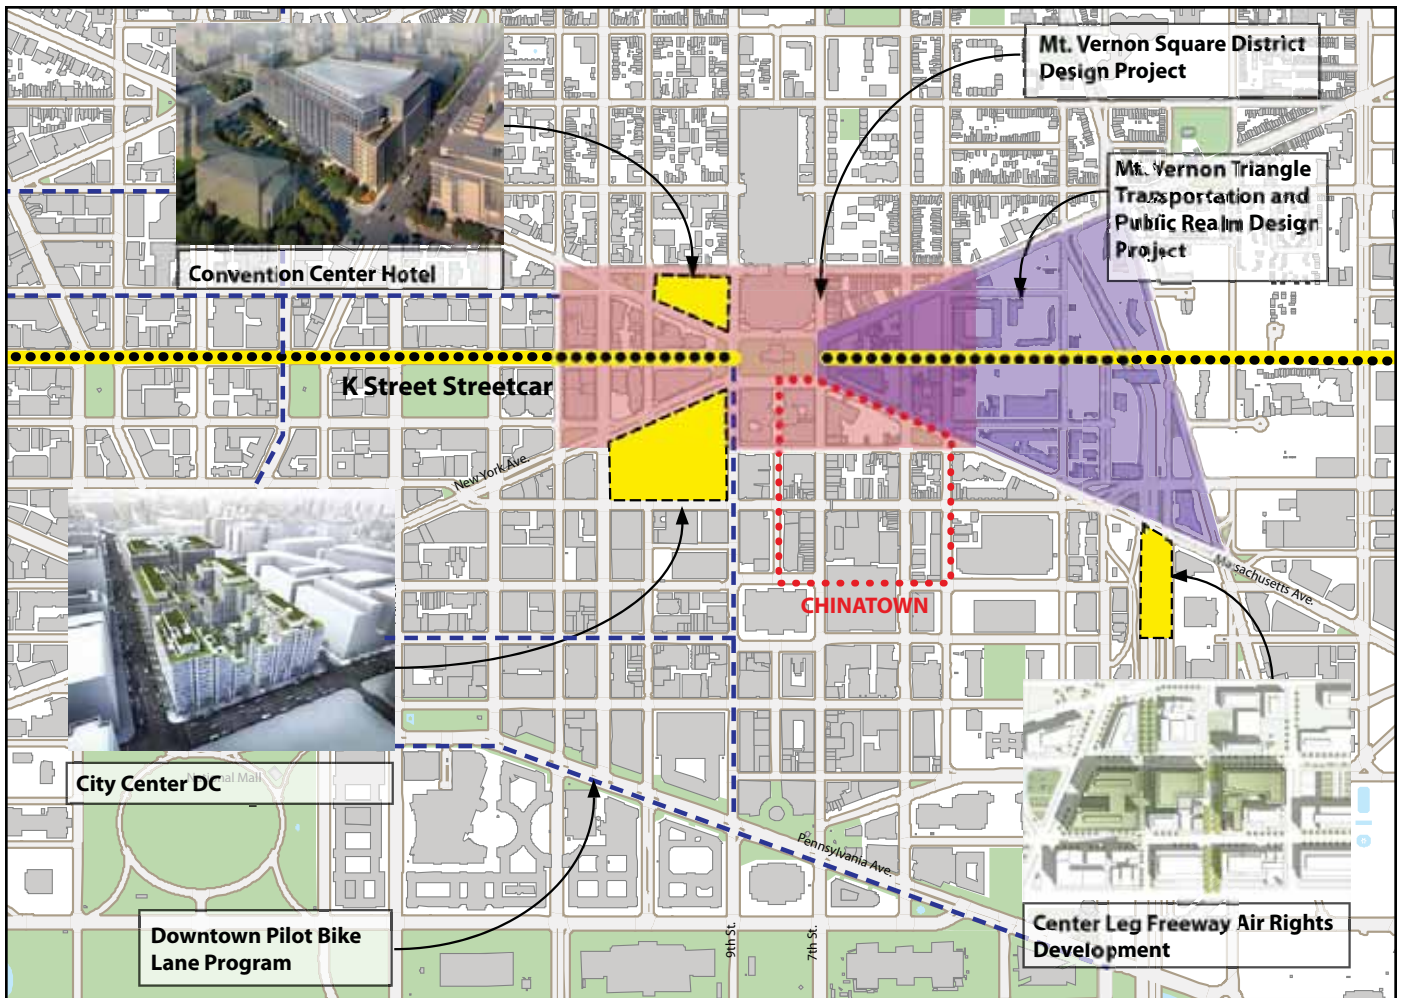 Mt. Vernon Square District
Design Project
Mt. Vernon Triangle
Transportation and
Public Realm Design
Project
Convention Center Hotel
K Street Streetcar
New York Ave.
CHINATOWN
Massachusetts Ave.
City Center DC
National Mall
Pennsylvania Ave.
Downtown Pilot Bike
Lane Program
9th St.
7th St.
Center Leg Freeway Air Rights
Development